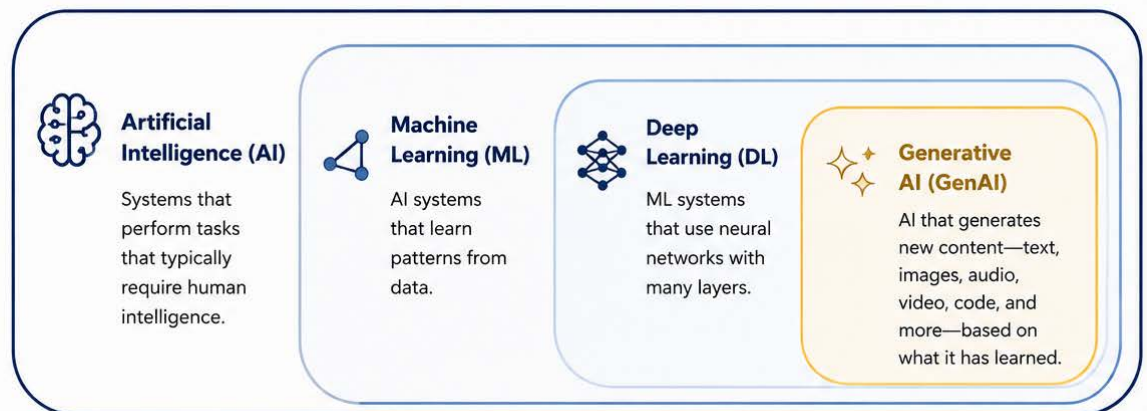 Artificial
Intelligence (AI)
Systems that
perform tasks
that typically
require human
intelligence.
Machine
Learning (ML)
AI systems
that learn
patterns from
data.
Deep
Learning (DL)
ML systems
that use neural
networks with
many layers.
Generative
AI (GenAI)
AI that generates
new content—text,
images, audio,
video, code, and
more—based on
what it has learned.